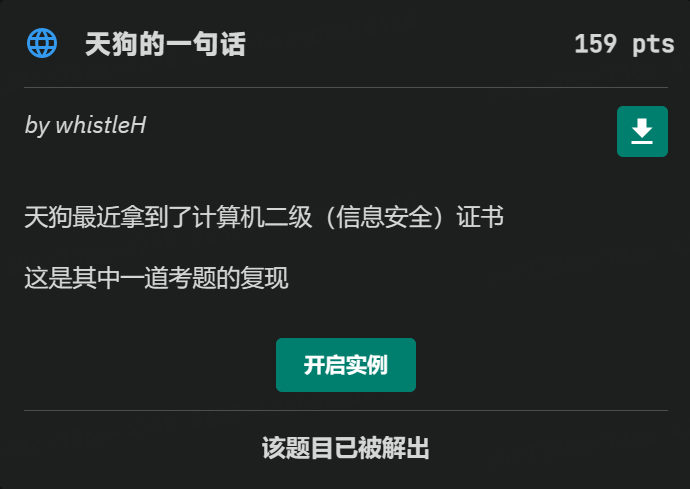 天狗的一句话
159 pts
by whistleH
天狗最近拿到了计算机二级（信息安全）证书
这是其中一道考题的复现
开启实例
该题目已被解出